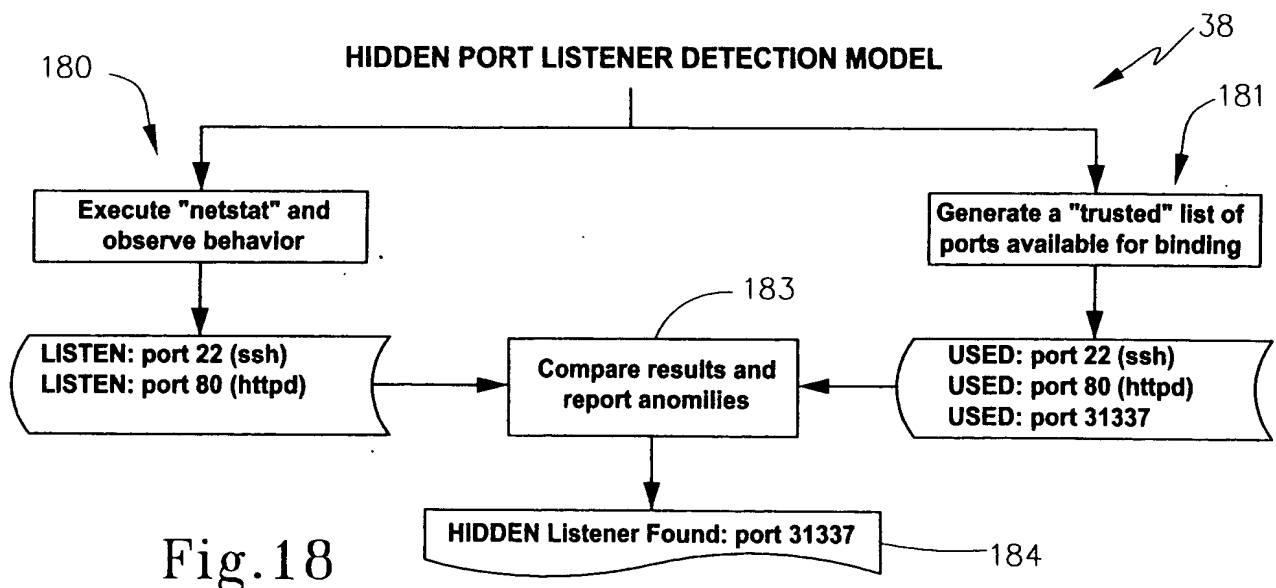 38
HIDDEN PORT LISTENER DETECTION MODEL
180
181
Execute "netstat" and
observe behavior
Generate a "trusted" list of
ports available for binding
183
LISTEN: port 22 (ssh)
LISTEN: port 80 (httpd)
Compare results and
report anomilies
USED: port 22 (ssh)
USED: port 80 (httpd)
USED: port 31337
HIDDEN Listener Found: port 31337
184
Fig.18